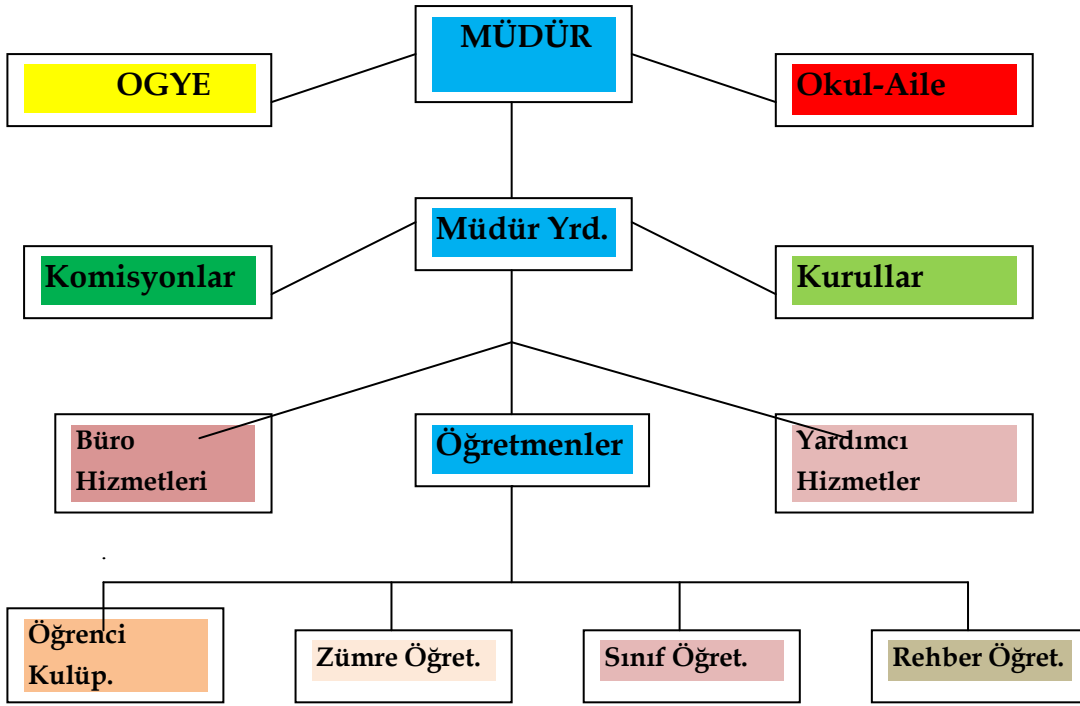 MÜDÜR
OGYE
Okul-Aile
Müdür Yrd.
Komisyonlar
Kurullar
Büro
Hizmetleri
Öğretmenler
Yardımcı
Hizmetler
.
Öğrenci
Kulüp.
Zümre Öğret.
Sınıf Öğret.
Rehber Öğret.